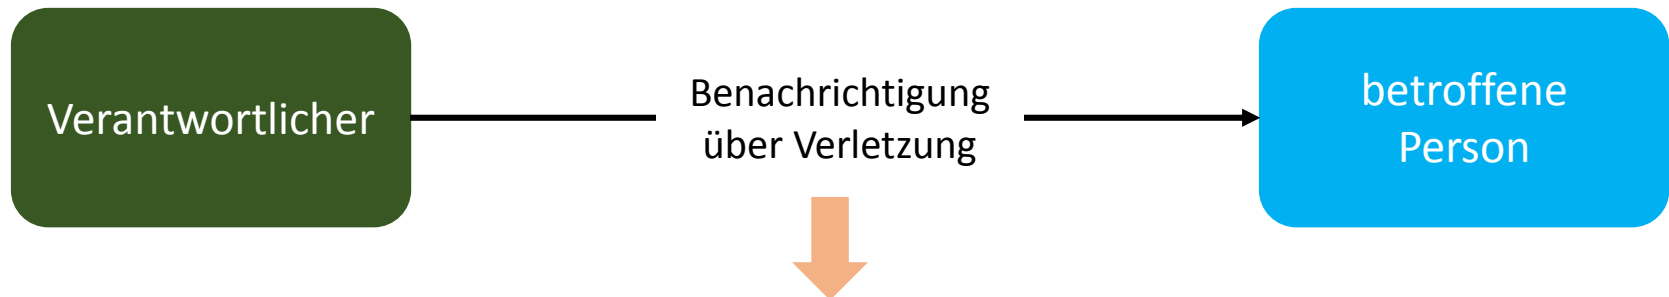 Verantwortlicher
Benachrichtigung
über Verletzung
betroffene
Person